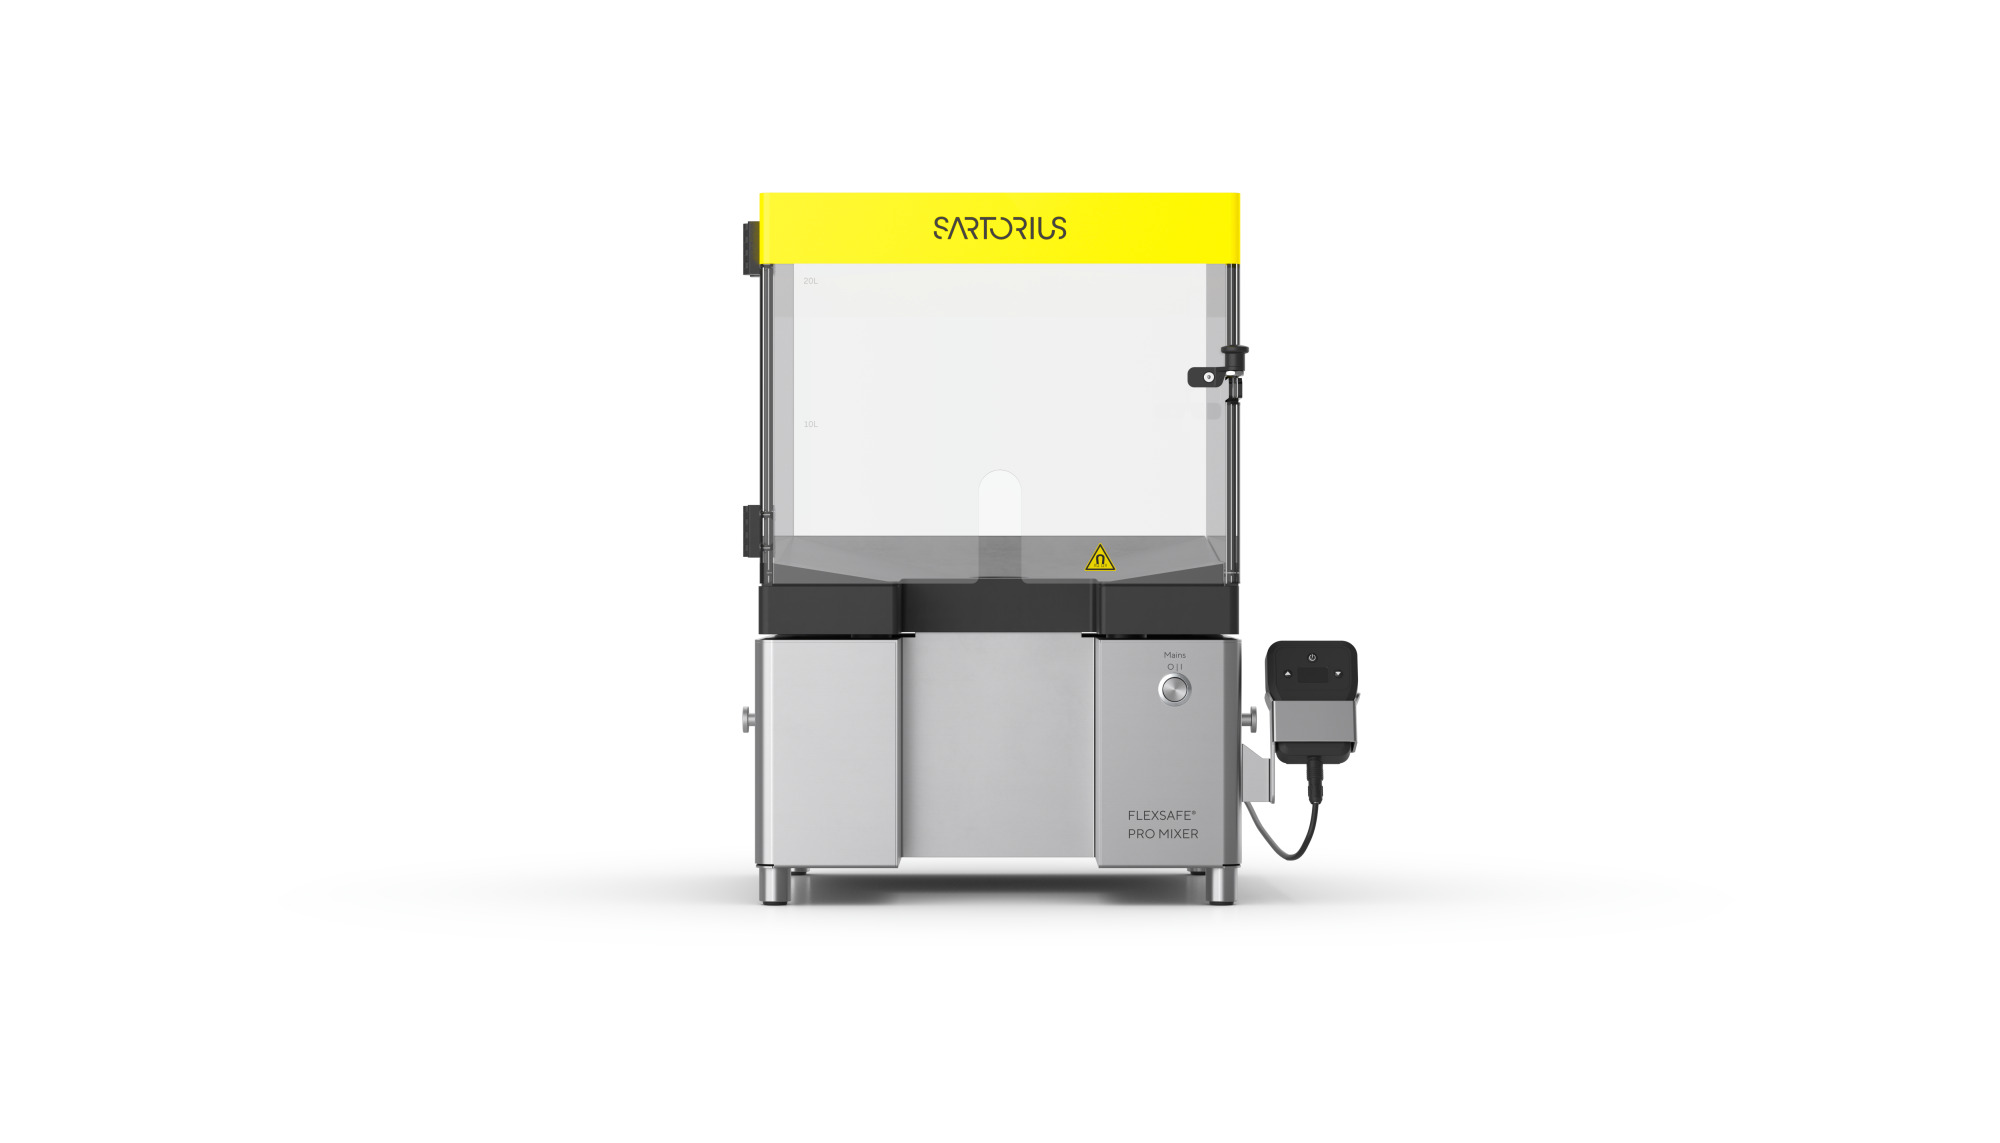 SARTORIUS
20L
10L
Mains
O | I
FLEXSAFE®
PRO MIXER